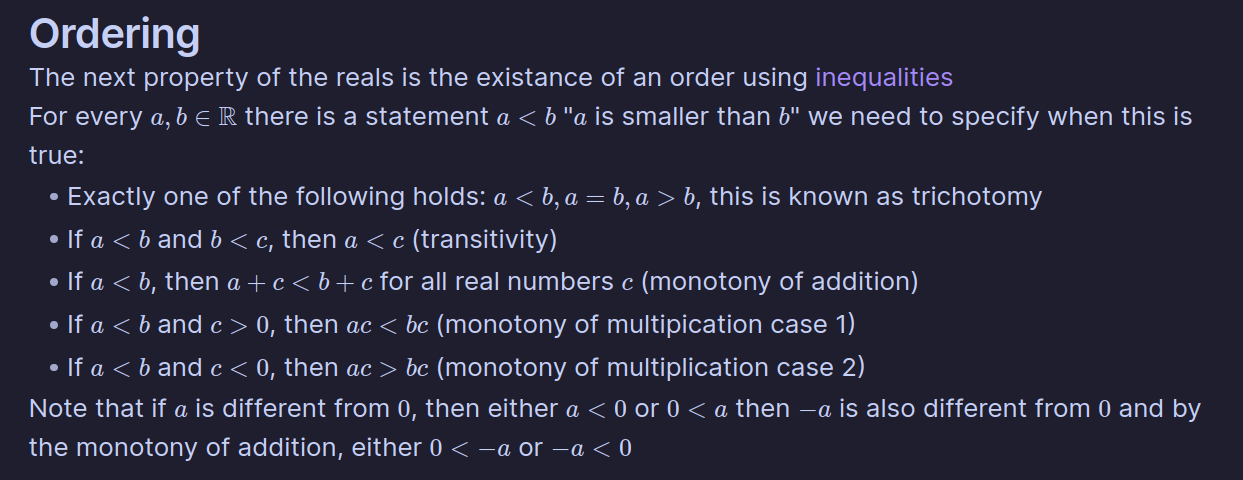 Ordering
The next property of the reals is the existance of an order using inequalities
For every a, b ∈ ℝ there is a statement a < b "a is smaller than b" we need to specify when this is
true:
• Exactly one of the following holds: a < b, a = b, a > b, this is known as trichotomy
• If a < b and b < c, then a < c (transitivity)
• If a < b, then a + c < b + c for all real numbers c (monotony of addition)
• If a < b and c > 0, then ac < bc (monotony of multipication case 1)
• If a < b and c < 0, then ac > bc (monotony of multiplication case 2)
Note that if a is different from 0, then either a < 0 or 0 < a then −a is also different from 0 and by
the monotony of addition, either 0 < −a or −a < 0